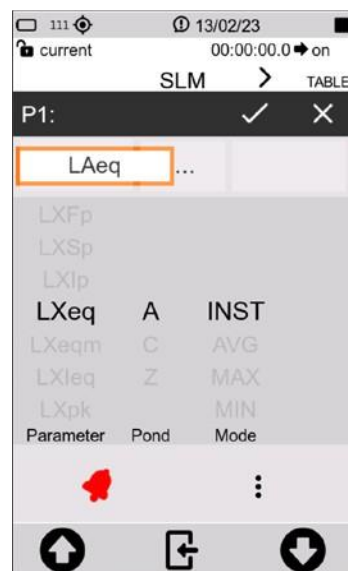 111 13/02/23
current 00:00:00.0 on
SLM > TABLE
P1:
LAeq ...
LXFp
LXSp
LXIp
LXeq A INST
LXeqm C AVG
LXIeq Z MAX
LXpk MIN
Parameter Pond Mode